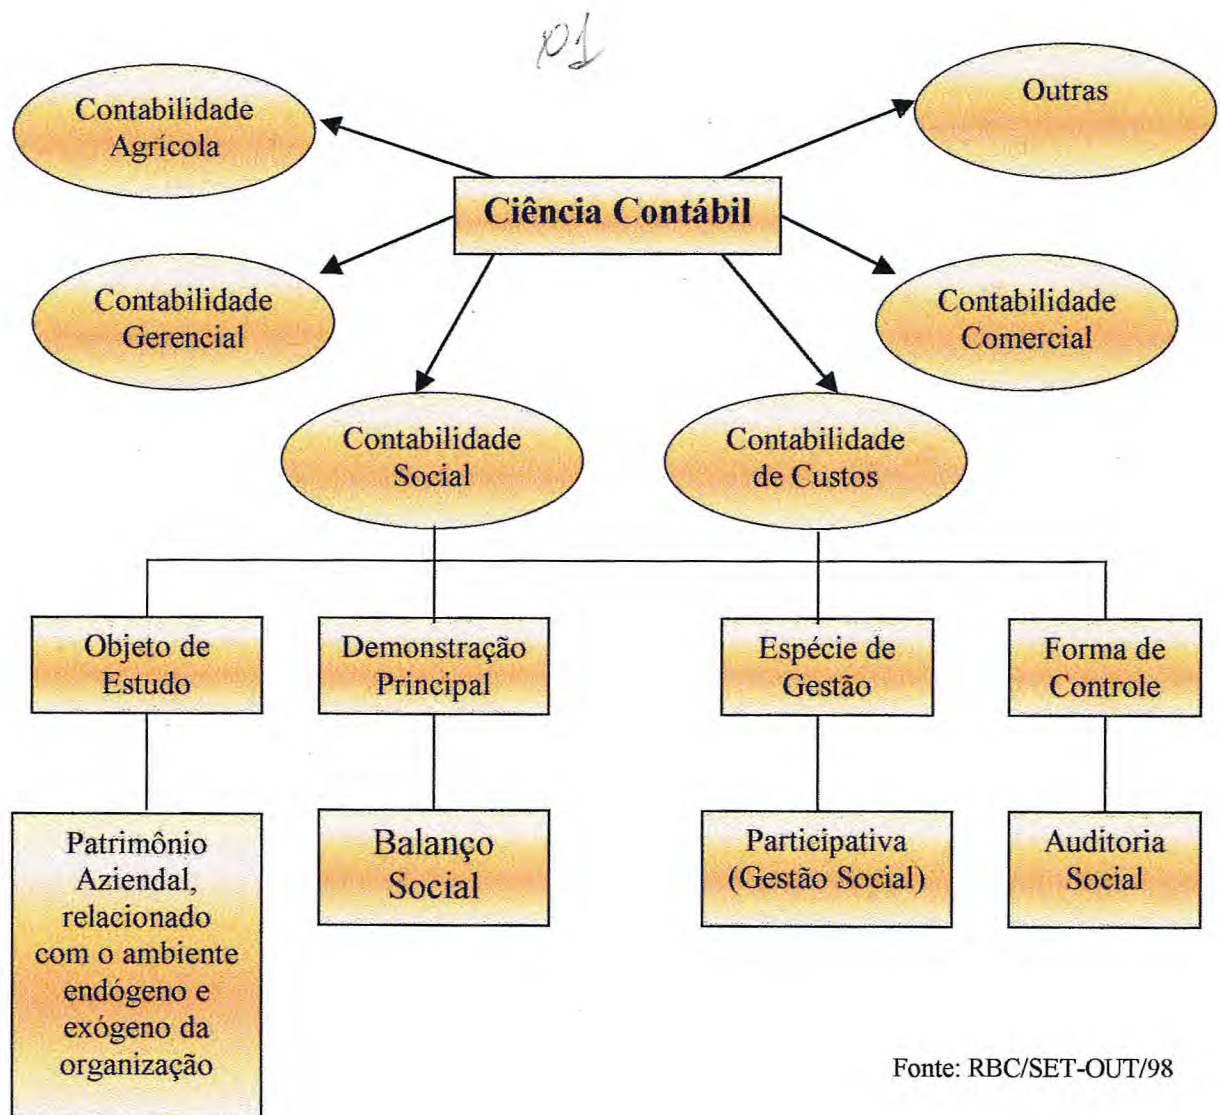 Contabilidade
Agrícola
Outras
Ciência Contábil
Contabilidade
Gerencial
Contabilidade
Comercial
Contabilidade
Social
Contabilidade
de Custos
Objeto de
Estudo
Demonstração
Principal
Espécie de
Gestão
Forma de
Controle
Patrimônio
Aziendal,
relacionado
com o ambiente
endógeno e
exógeno da
organização
Balanço
Social
Participativa
(Gestão Social)
Auditoria
Social
Fonte: RBC/SET-OUT/98